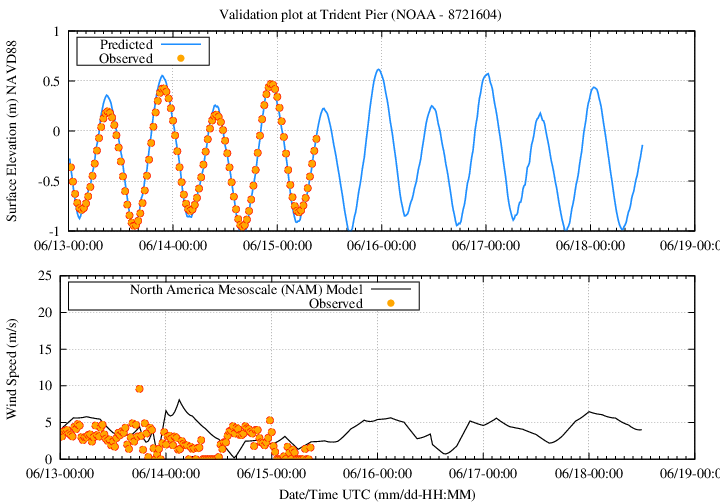 Validation plot at Trident Pier (NOAA - 8721604)
Surface Elevation (m) NAVD88
1
0.5
0
-0.5
-1
Predicted
Observed
06/13-00:00 06/14-00:00 06/15-00:00 06/16-00:00 06/17-00:00 06/18-00:00 06/19-00:00
Wind Speed (m/s)
25
20
15
10
5
0
North America Mesoscale (NAM) Model
Observed
06/13-00:00 06/14-00:00 06/15-00:00 06/16-00:00 06/17-00:00 06/18-00:00 06/19-00:00
Date/Time UTC (mm/dd-HH:MM)